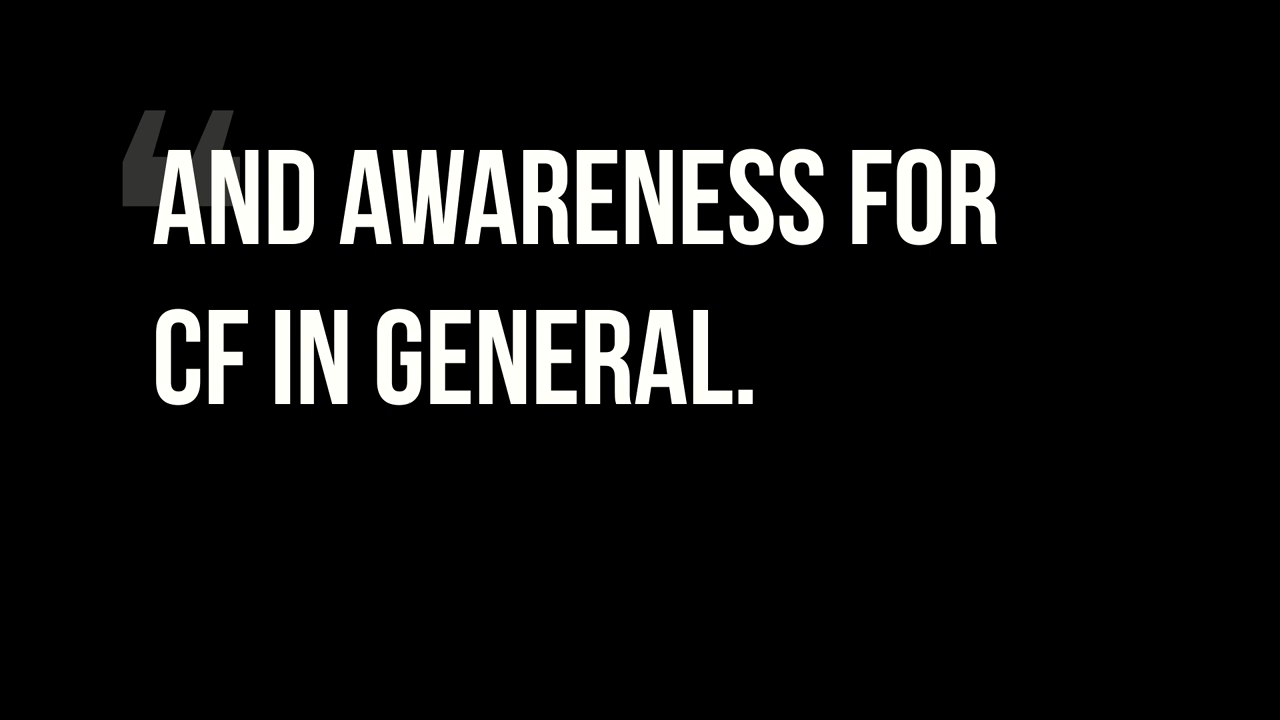 “
AND AWARENESS FOR
CF IN GENERAL.